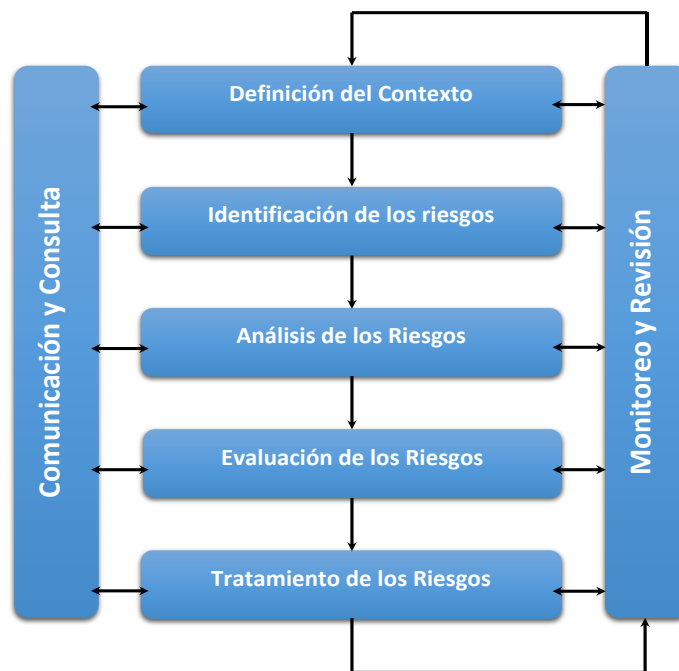 Definición del Contexto
Identificación de los riesgos
Análisis de los Riesgos
Evaluación de los Riesgos
Tratamiento de los Riesgos
Comunicación y Consulta
Monitoreo y Revisión